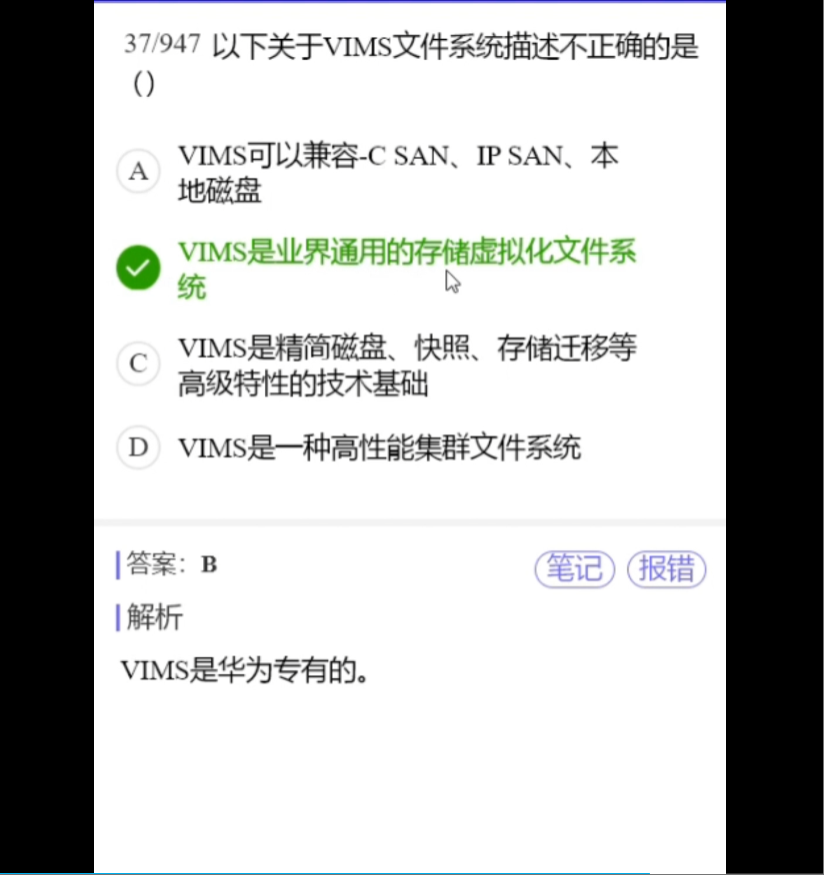 37/947 以下关于VIMS文件系统描述不正确的是
()
A VIMS可以兼容-C SAN、IP SAN、本
地磁盘
VIMS是业界通用的存储虚拟化文件系
统
C VIMS是精简磁盘、快照、存储迁移等
高级特性的技术基础
D VIMS是一种高性能集群文件系统
答案：B 笔记 报错
解析
VIMS是华为专有的。